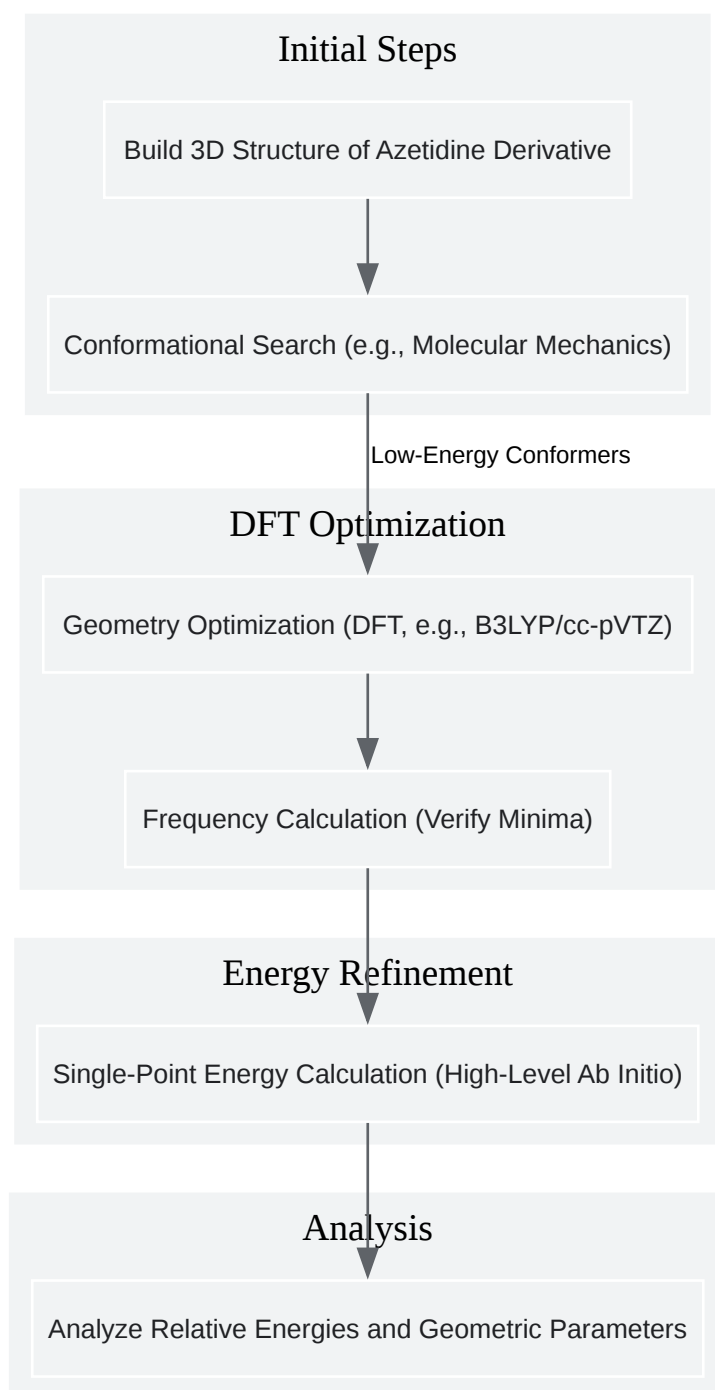 Initial Steps
Build 3D Structure of Azetidine Derivative
Conformational Search (e.g., Molecular Mechanics)
Low-Energy Conformers
DFT Optimization
Geometry Optimization (DFT, e.g., B3LYP/cc-pVTZ)
Frequency Calculation (Verify Minima)
Energy Refinement
Single-Point Energy Calculation (High-Level Ab Initio)
Analysis
Analyze Relative Energies and Geometric Parameters